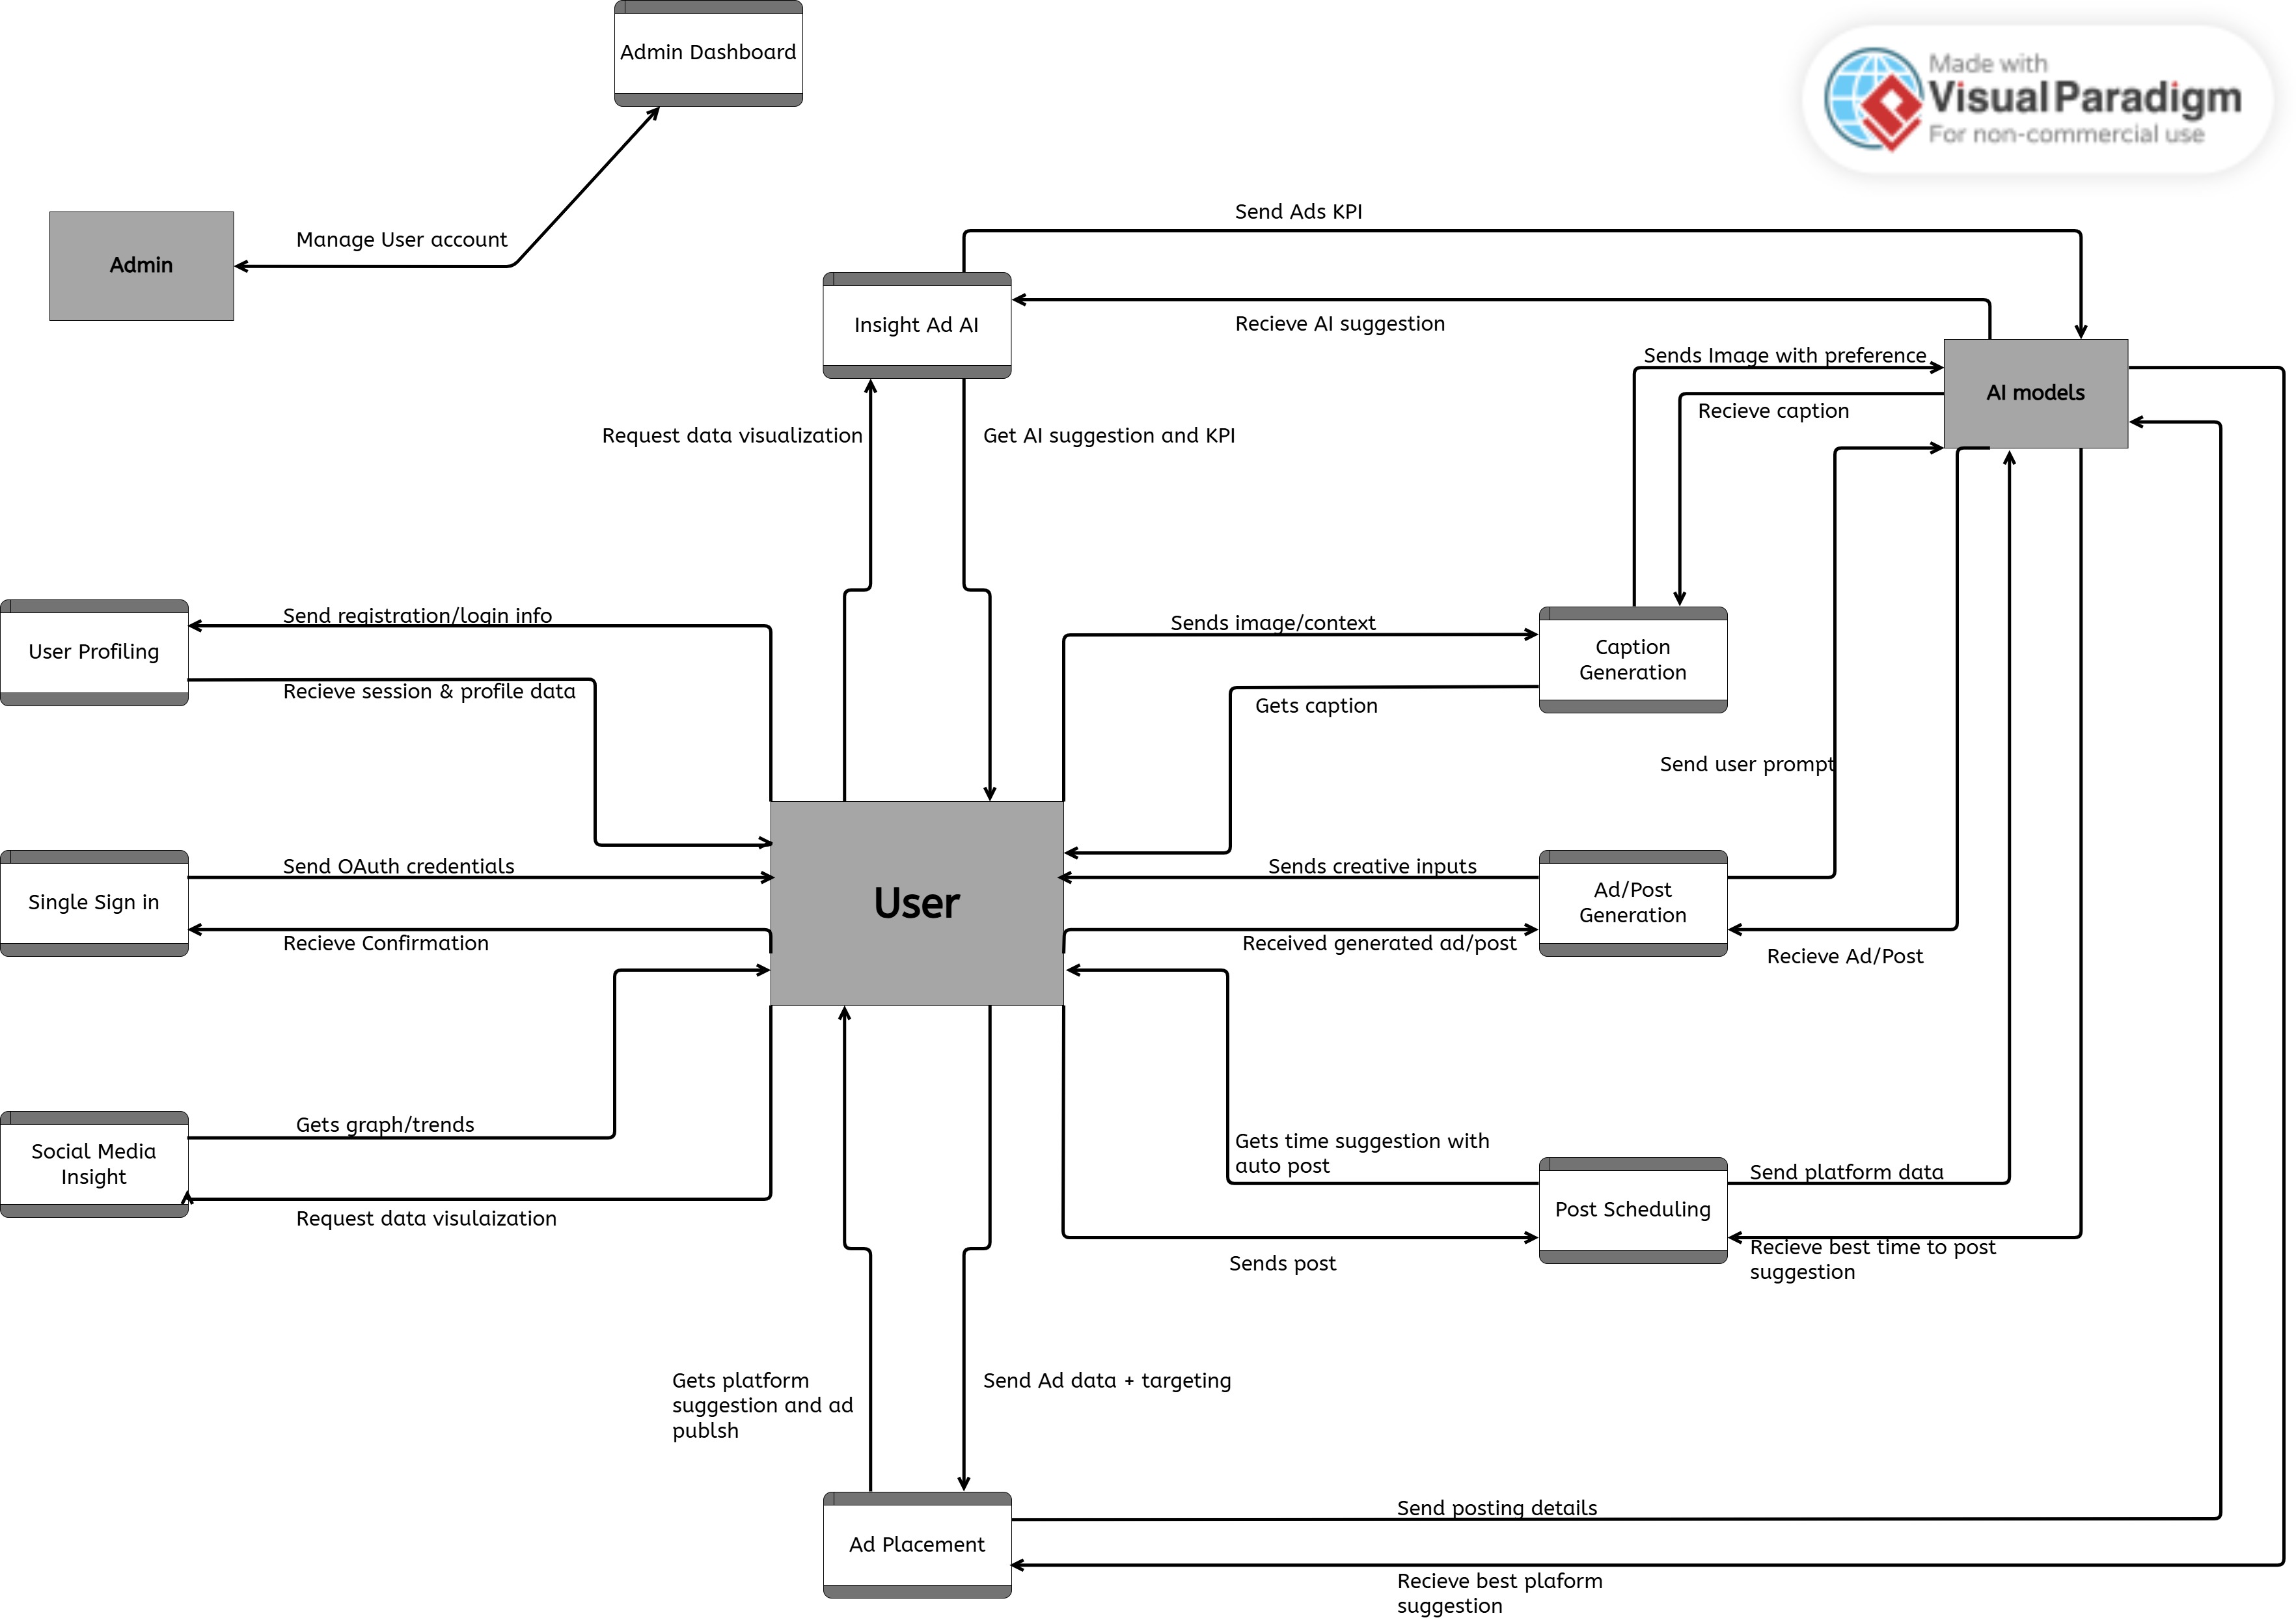 Admin Dashboard
Made with
Visual Paradigm
For non-commercial use
Send Ads KPI
Manage User account
Admin
Insight Ad AI
Recieve AI suggestion
Sends Image with preference
AI models
Recieve caption
Request data visualization
Get AI suggestion and KPI
Send registration/login info
Sends image/context
User Profiling
Caption
Generation
Recieve session & profile data
Gets caption
Send user prompt
Send OAuth credentials
Sends creative inputs
Single Sign in
User
Ad/Post
Generation
Recieve Confirmation
Received generated ad/post
Recieve Ad/Post
Gets graph/trends
Gets time suggestion with
auto post
Social Media
Insight
Send platform data
Post Scheduling
Request data visulaization
Sends post
Recieve best time to post
suggestion
Gets platform
suggestion and ad
publsh
Send Ad data + targeting
Send posting details
Ad Placement
Recieve best plaform
suggestion